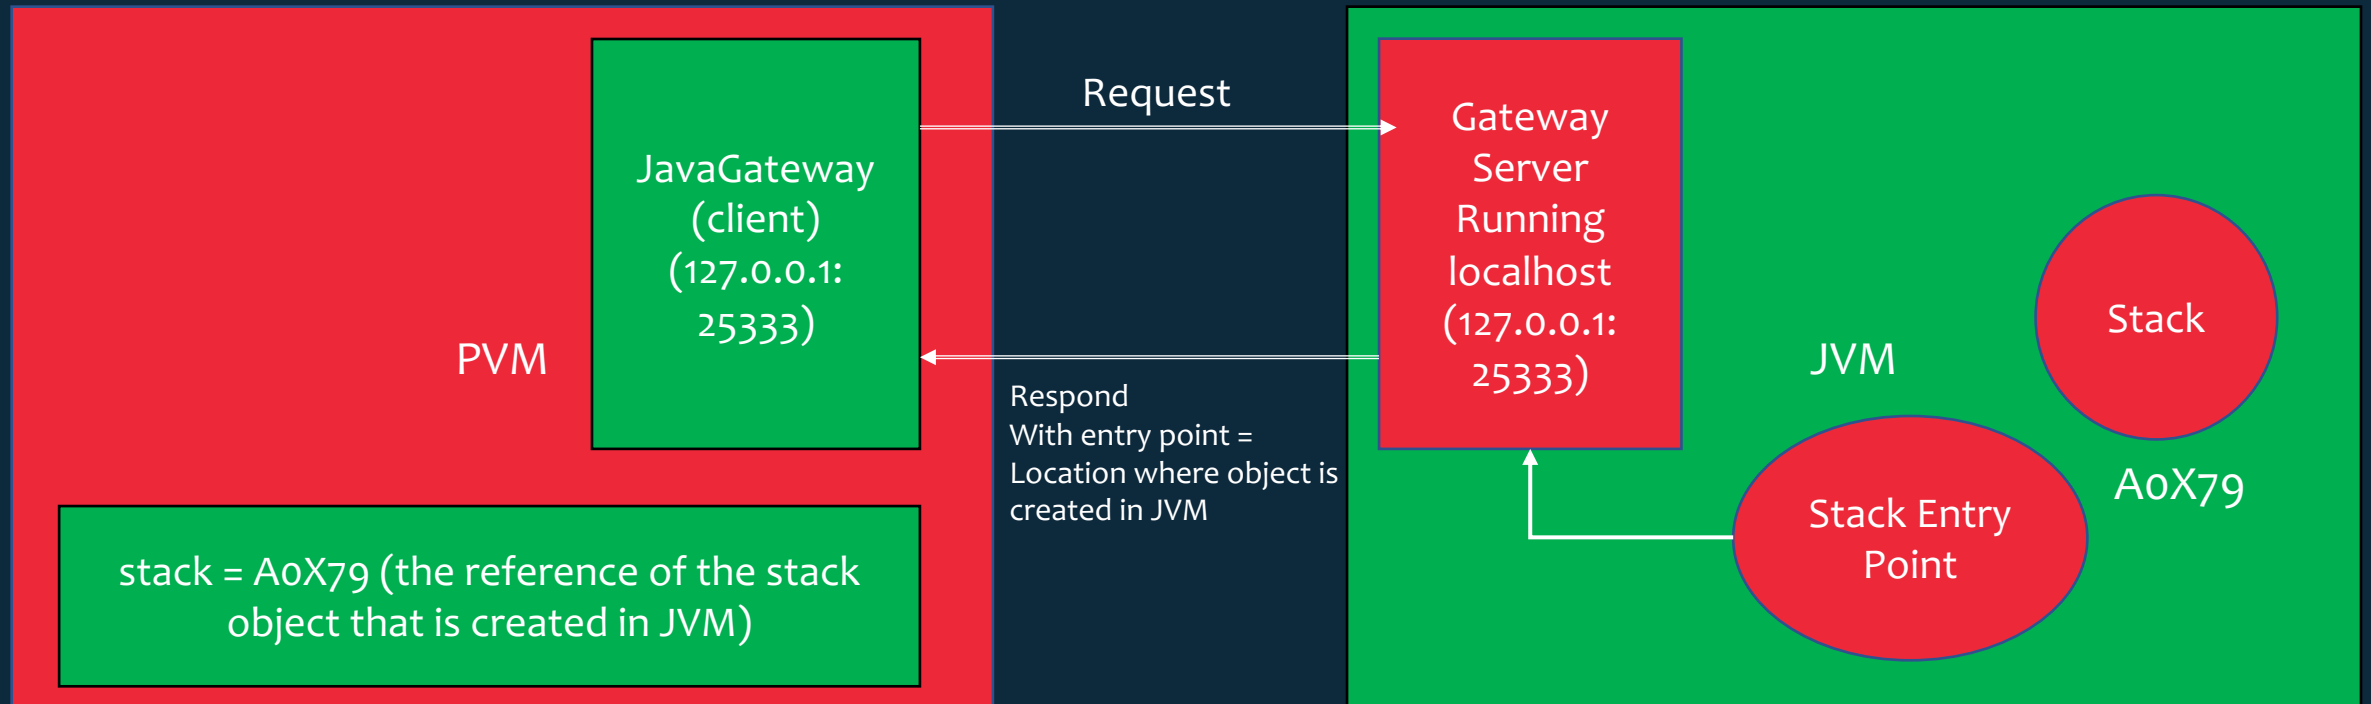 PVM
JavaGateway
(client)
(127.0.0.1:
25333)
stack = A0X79 (the reference of the stack
object that is created in JVM)
Request
Respond
With entry point =
Location where object is
created in JVM
Gateway
Server
Running
localhost
(127.0.0.1:
25333)
JVM
Stack
A0X79
Stack Entry
Point